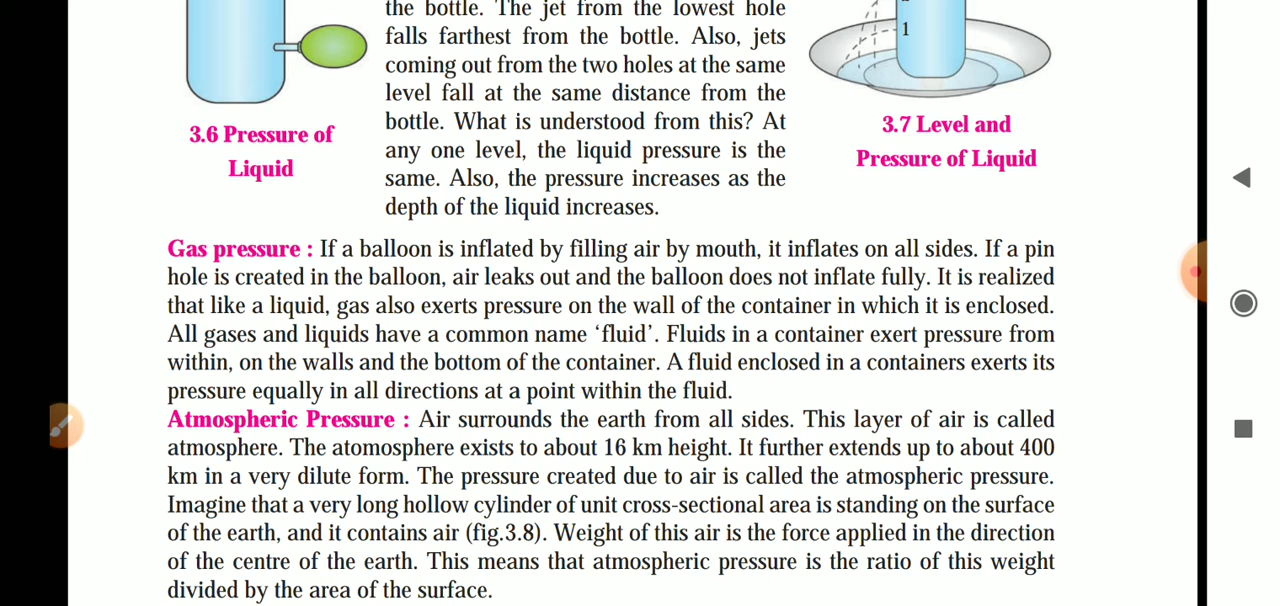 the bottle. The jet from the lowest hole
falls farthest from the bottle. Also, jets
coming out from the two holes at the same
level fall at the same distance from the
bottle. What is understood from this? At
any one level, the liquid pressure is the
same. Also, the pressure increases as the
depth of the liquid increases.
3.6 Pressure of
Liquid
1
3.7 Level and
Pressure of Liquid
Gas pressure : If a balloon is inflated by filling air by mouth, it inflates on all sides. If a pin
hole is created in the balloon, air leaks out and the balloon does not inflate fully. It is realized
that like a liquid, gas also exerts pressure on the wall of the container in which it is enclosed.
All gases and liquids have a common name ‘fluid’. Fluids in a container exert pressure from
within, on the walls and the bottom of the container. A fluid enclosed in a containers exerts its
pressure equally in all directions at a point within the fluid.
Atmospheric Pressure : Air surrounds the earth from all sides. This layer of air is called
atmosphere. The atomosphere exists to about 16 km height. It further extends up to about 400
km in a very dilute form. The pressure created due to air is called the atmospheric pressure.
Imagine that a very long hollow cylinder of unit cross-sectional area is standing on the surface
of the earth, and it contains air (fig.3.8). Weight of this air is the force applied in the direction
of the centre of the earth. This means that atmospheric pressure is the ratio of this weight
divided by the area of the surface.